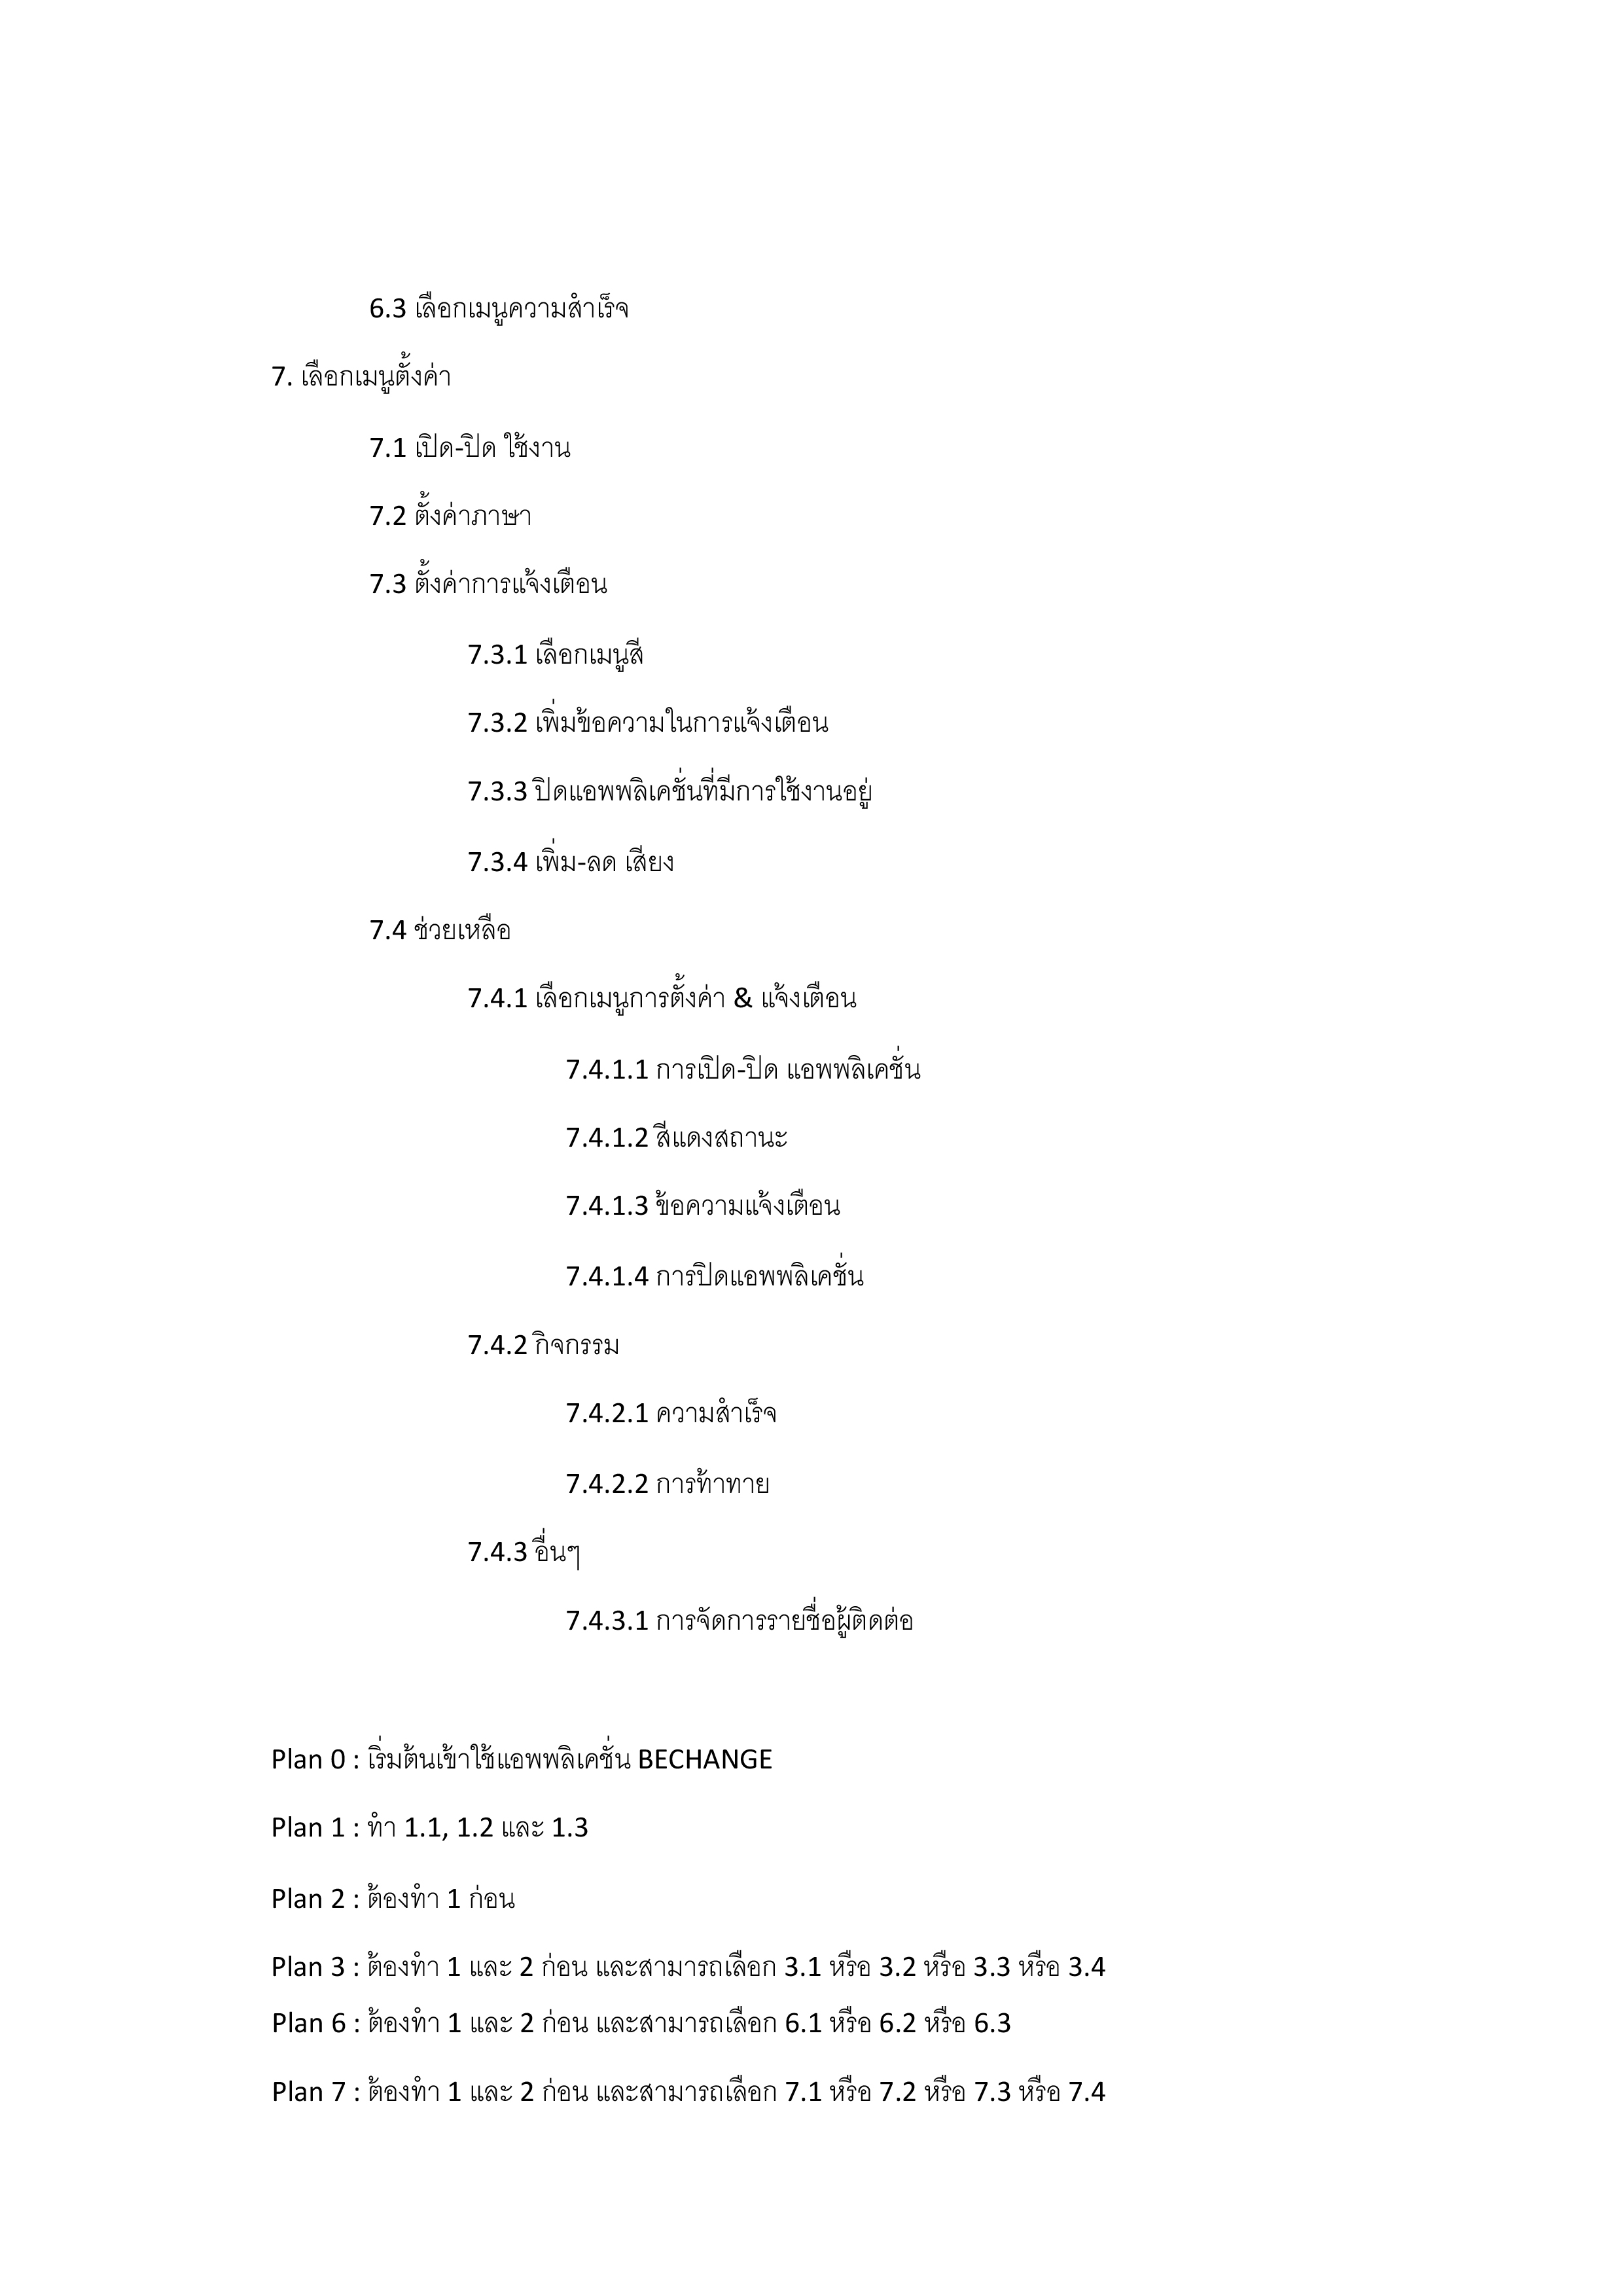 6.3 เลือกเมนูความสำเร็จ
7. เลือกเมนูตั้งค่า
7.1 เปิด-ปิด ใช้งาน
7.2 ตั้งค่าภาษา
7.3 ตั้งค่าการแจ้งเตือน
7.3.1 เลือกเมนูสี
7.3.2 เพิ่มข้อความในการแจ้งเตือน
7.3.3 ปิดแอพพลิเคชั่นที่มีการใช้งานอยู่
7.3.4 เพิ่ม-ลด เสียง
7.4 ช่วยเหลือ
7.4.1 เลือกเมนูการตั้งค่า & แจ้งเตือน
7.4.1.1 การเปิด-ปิด แอพพลิเคชั่น
7.4.1.2 สีแดงสถานะ
7.4.1.3 ข้อความแจ้งเตือน
7.4.1.4 การปิดแอพพลิเคชั่น
7.4.2 กิจกรรม
7.4.2.1 ความสำเร็จ
7.4.2.2 การท้าทาย
7.4.3 อื่นๆ
7.4.3.1 การจัดการรายชื่อผู้ติดต่อ
Plan 0 : เริ่มต้นเข้าใช้แอพพลิเคชั่น BECHANGE
Plan 1 : ทำ 1.1, 1.2 และ 1.3
Plan 2 : ต้องทำ 1 ก่อน
Plan 3 : ต้องทำ 1 และ 2 ก่อน และสามารถเลือก 3.1 หรือ 3.2 หรือ 3.3 หรือ 3.4
Plan 6 : ต้องทำ 1 และ 2 ก่อน และสามารถเลือก 6.1 หรือ 6.2 หรือ 6.3
Plan 7 : ต้องทำ 1 และ 2 ก่อน และสามารถเลือก 7.1 หรือ 7.2 หรือ 7.3 หรือ 7.4